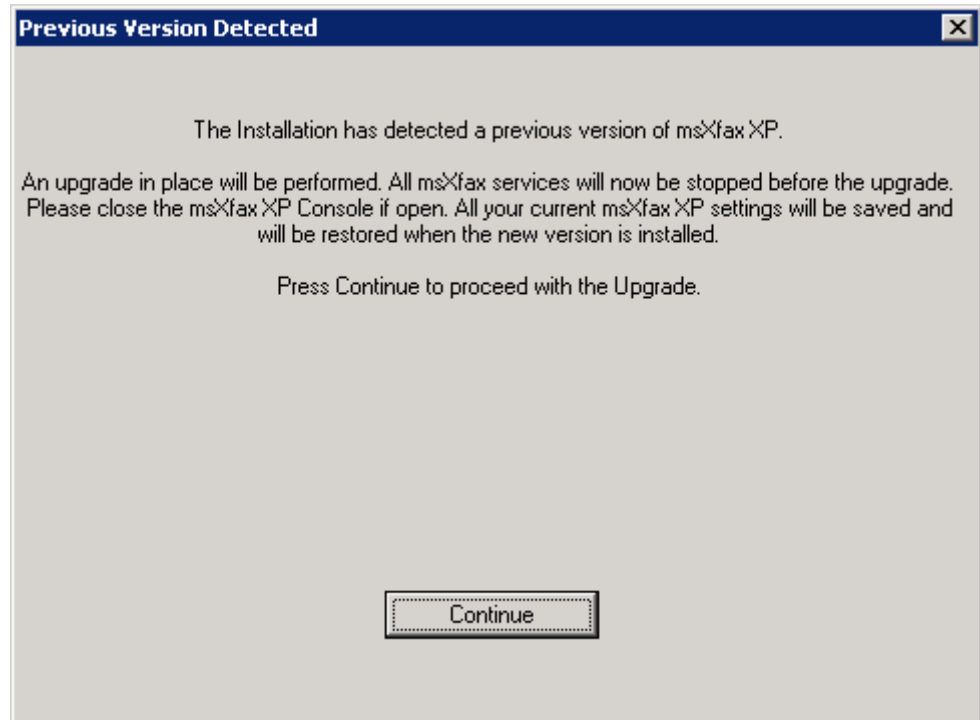 Previous Version Detected
The Installation has detected a previous version of msXfax XP.
An upgrade in place will be performed. All msXfax services will now be stopped before the upgrade.
Please close the msXfax XP Console if open. All your current msXfax XP settings will be saved and
will be restored when the new version is installed.
Press Continue to proceed with the Upgrade.
Continue